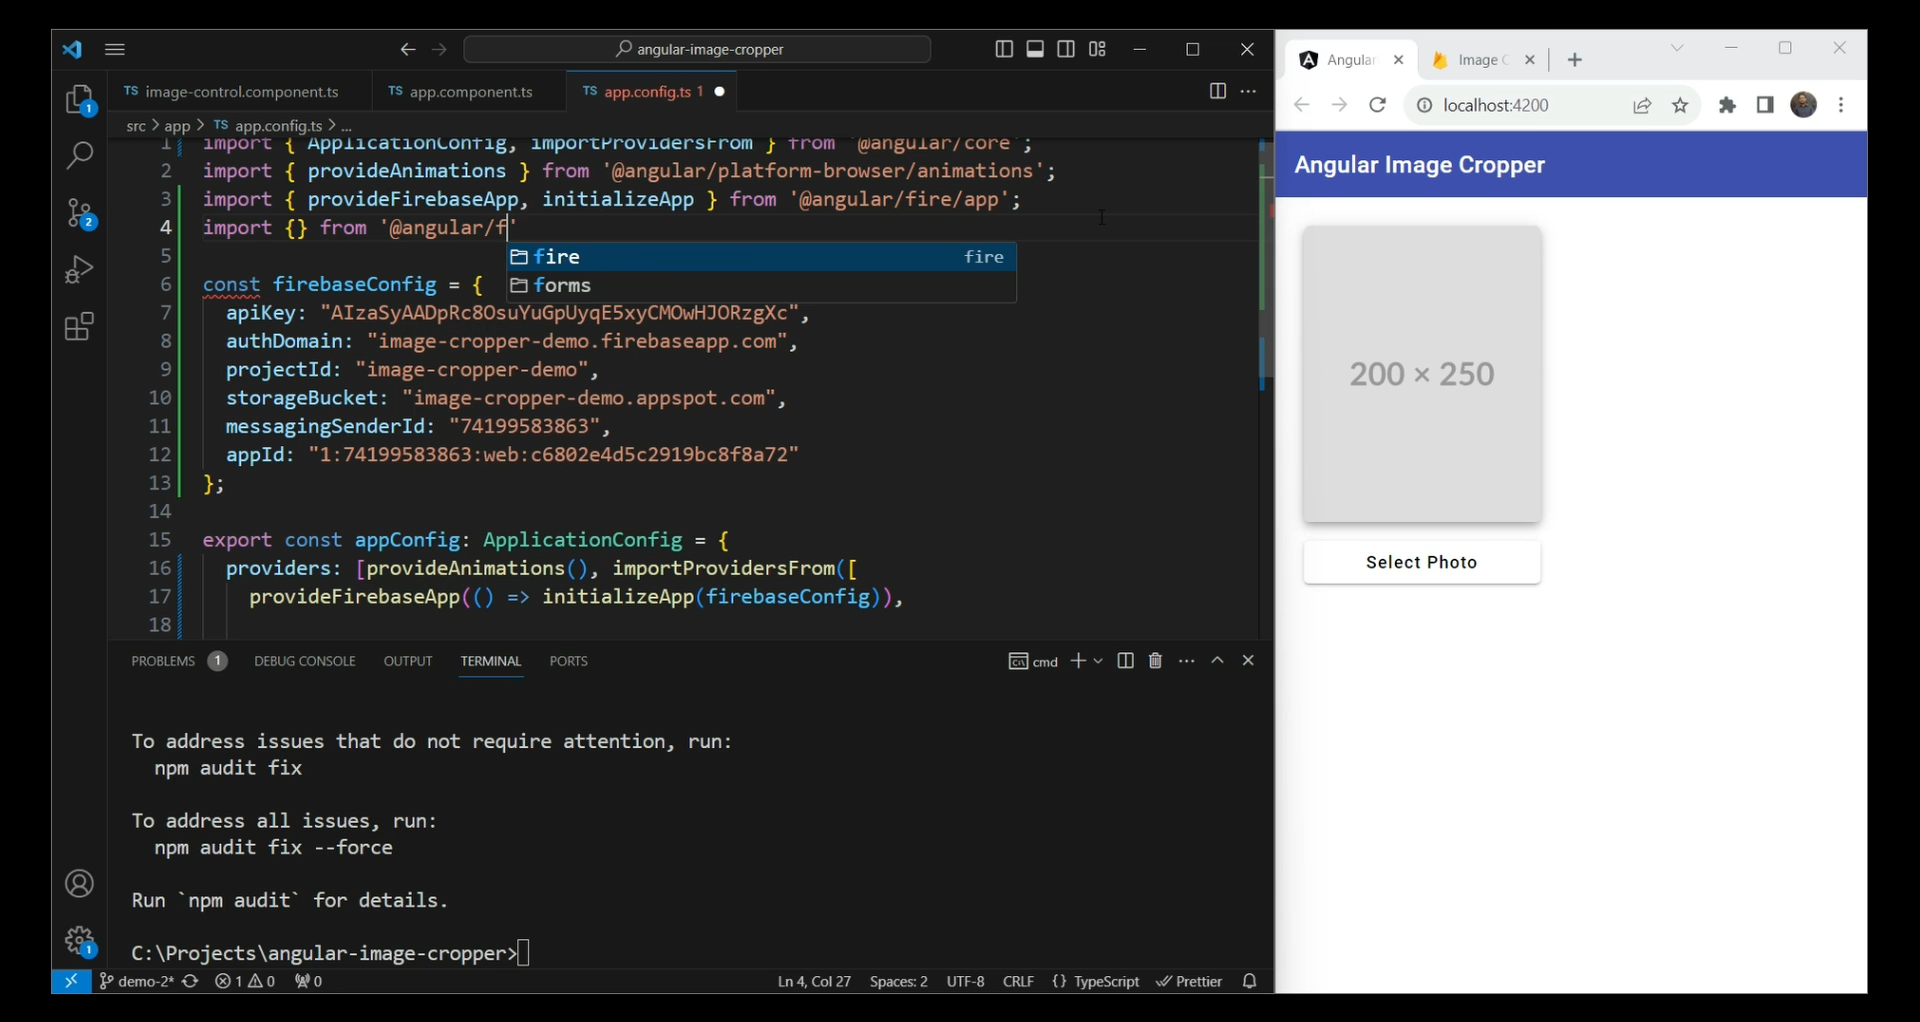 angular-image-cropper
TS image-control.component.ts
TS app.component.ts
TS app.config.ts 1
src > app > TS app.config.ts > ...
1 import { ApplicationConfig, importProvidersFrom } from '@angular/core';
2 import { provideAnimations } from '@angular/platform-browser/animations';
3 import { provideFirebaseApp, initializeApp } from '@angular/fire/app';
4 import {} from '@angular/f'
fire fire
forms
5
6 const firebaseConfig = {
7 apiKey: "AIzaSyAADpRc8OsuYuGpUyqE5xyCMOwHJORzgXc",
8 authDomain: "image-cropper-demo.firebaseapp.com",
9 projectId: "image-cropper-demo",
10 storageBucket: "image-cropper-demo.appspot.com",
11 messagingSenderId: "74199583863",
12 appId: "1:74199583863:web:c6802e4d5c2919bc8f8a72"
13 };
14
15 export const appConfig: ApplicationConfig = {
16 providers: [provideAnimations(), importProvidersFrom([
17 provideFirebaseApp(() => initializeApp(firebaseConfig)),
18
1
2
1
PROBLEMS 1 DEBUG CONSOLE OUTPUT TERMINAL PORTS
cmd
To address issues that do not require attention, run:
npm audit fix
To address all issues, run:
npm audit fix --force
Run `npm audit` for details.
C:\Projects\angular-image-cropper>
demo-2* 1 0 0
Ln 4, Col 27 Spaces: 2 UTF-8 CRLF {} TypeScript Prettier
Angular
Image C
localhost:4200
Angular Image Cropper
200 × 250
Select Photo